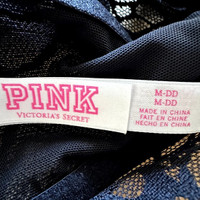 PINK
VICTORIA'S SECRET
M-DD
M-DD
MADE IN CHINA
FAIT EN CHINE
HECHO EN CHINA